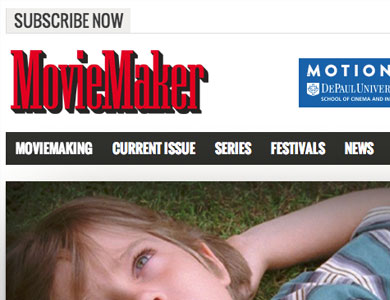 SUBSCRIBE NOW
MovieMaker
MOTION
DEPAUL UNIVER
SCHOOL OF CINEMA AND IN
MOVIEMAKING CURRENT ISSUE SERIES FESTIVALS NEWS